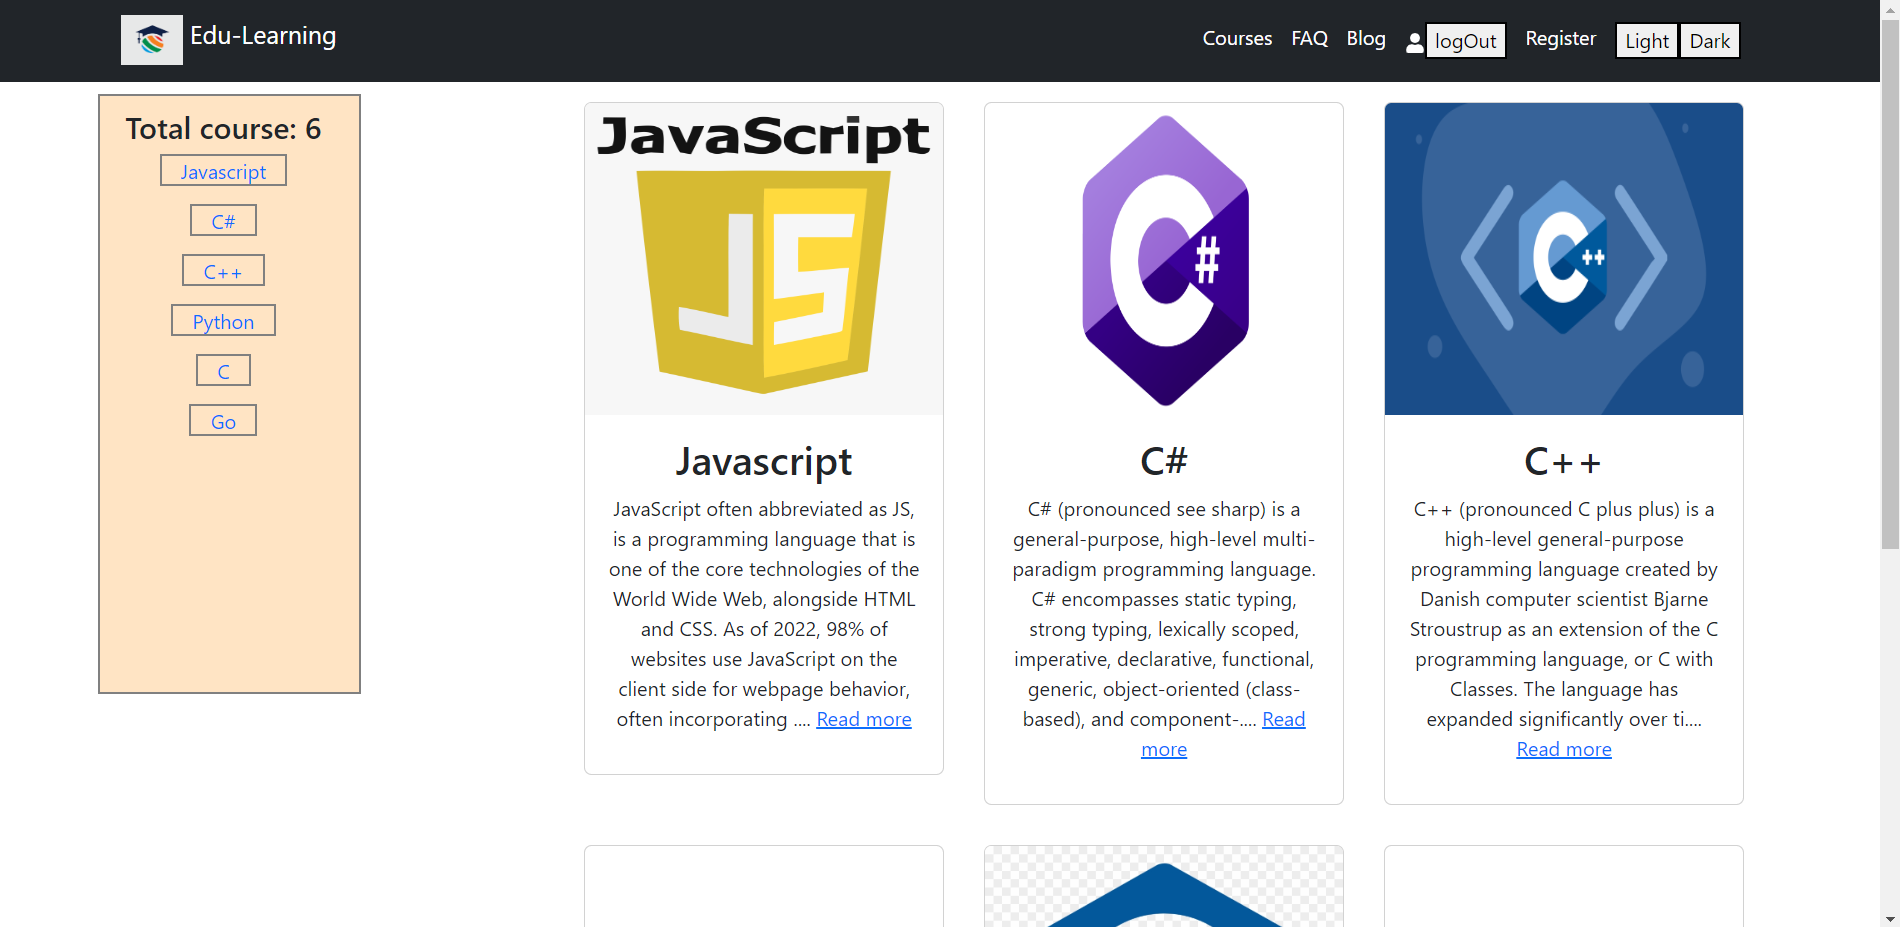 Edu-Learning
Courses FAQ Blog logOut Register Light Dark
Total course: 6
Javascript
C#
C++
Python
C
Go
JavaScript
JS
Javascript
JavaScript often abbreviated as JS,
is a programming language that is
one of the core technologies of the
World Wide Web, alongside HTML
and CSS. As of 2022, 98% of
websites use JavaScript on the
client side for webpage behavior,
often incorporating .... Read more
C#
C#
C# (pronounced see sharp) is a
general-purpose, high-level multi-
paradigm programming language.
C# encompasses static typing,
strong typing, lexically scoped,
imperative, declarative, functional,
generic, object-oriented (class-
based), and component-.... Read
more
C++
C++
C++ (pronounced C plus plus) is a
high-level general-purpose
programming language created by
Danish computer scientist Bjarne
Stroustrup as an extension of the C
programming language, or C with
Classes. The language has
expanded significantly over ti....
Read more